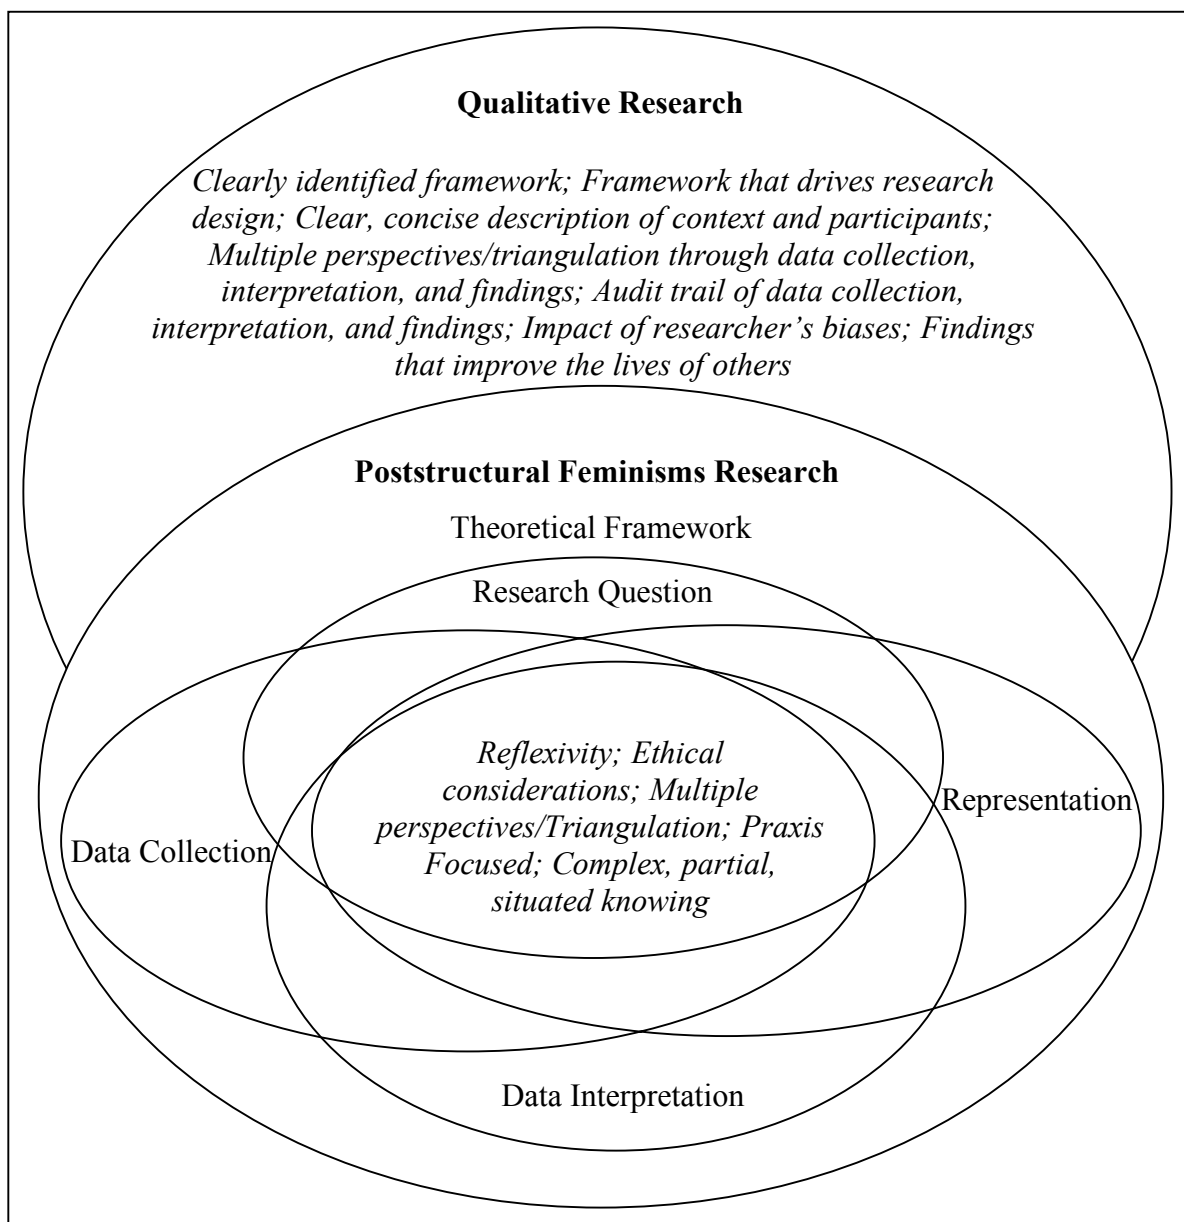 Qualitative Research
Clearly identified framework; Framework that drives research
design; Clear, concise description of context and participants;
Multiple perspectives/triangulation through data collection,
interpretation, and findings; Audit trail of data collection,
interpretation, and findings; Impact of researcher’s biases; Findings
that improve the lives of others
Poststructural Feminisms Research
Theoretical Framework
Research Question
Reflexivity; Ethical
considerations; Multiple
perspectives/Triangulation; Praxis
Focused; Complex, partial,
situated knowing
Representation
Data Collection
Data Interpretation